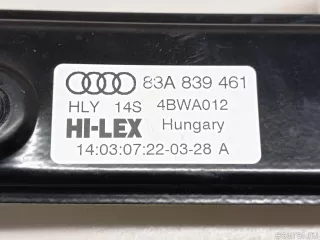 83A 839 461
HLY 14S 4BWA012
HI-LEX Hungary
14:03:07:22-03-28 A